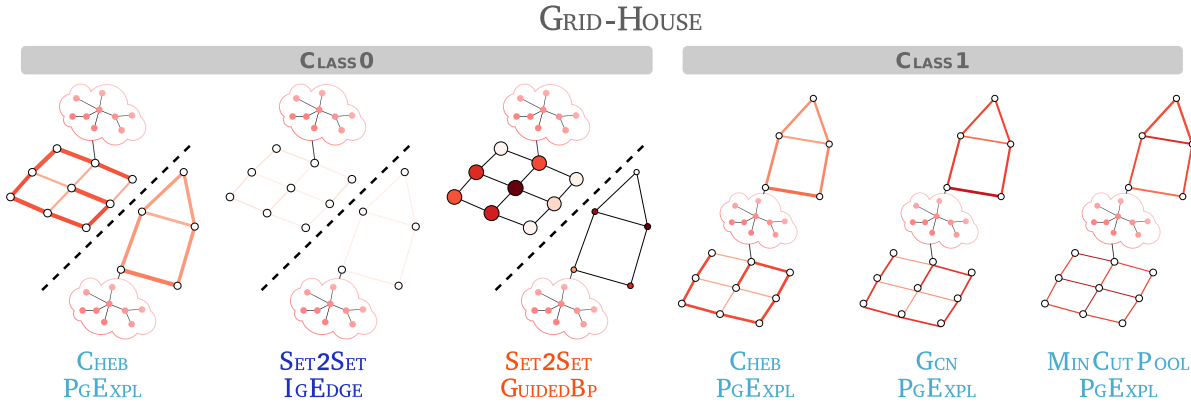 Grid-House
Class 0
Class 1
Cheb
PgExpl
Set2Set
IgEdge
Set2Set
GuidedBp
Cheb
PgExpl
Gcn
PgExpl
MinCutPool
PgExpl